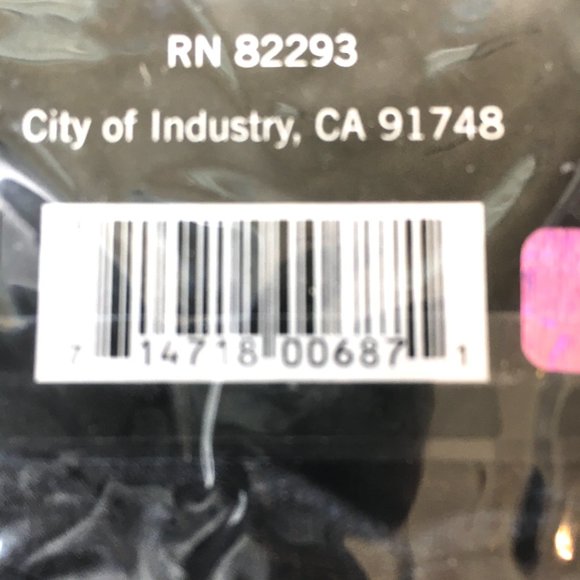 RN 82293
City of Industry, CA 91748
7 14718 00687 1